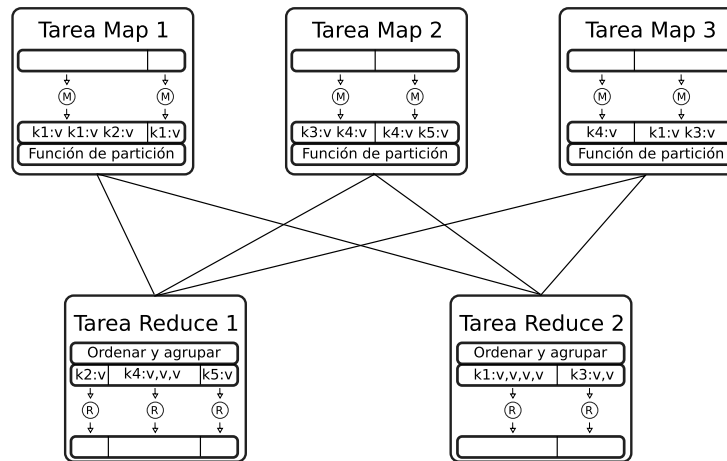 Tarea Map 1
M
M
k1:v k1:v k2:v
k1:v
Función de partición
Tarea Map 2
M
M
k3:v k4:v
k4:v k5:v
Función de partición
Tarea Map 3
M
M
k4:v
k1:v k3:v
Función de partición
Tarea Reduce 1
Ordenar y agrupar
k2:v
k4:v,v,v
k5:v
R
R
R
Tarea Reduce 2
Ordenar y agrupar
k1:v,v,v,v
k3:v,v
R
R